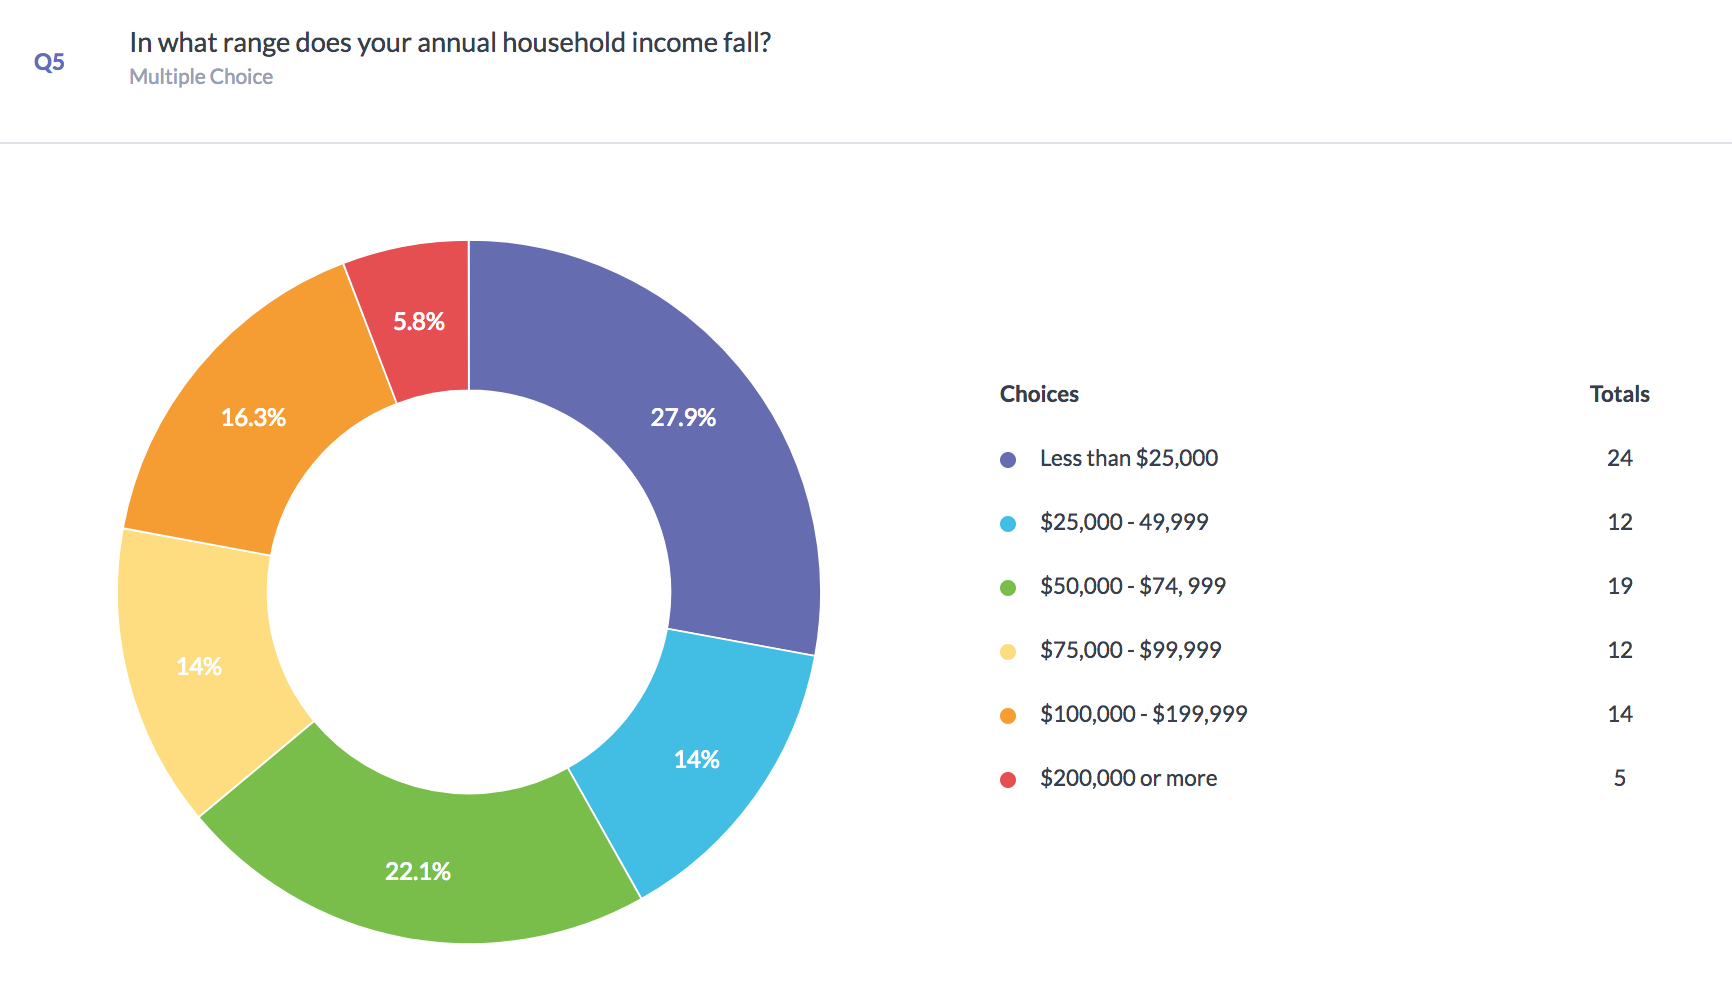 Q5
In what range does your annual household income fall?
Multiple Choice
5.8%
27.9%
16.3%
14%
14%
22.1%
Choices Totals
Less than $25,000 24
$25,000 - 49,999 12
$50,000 - $74, 999 19
$75,000 - $99,999 12
$100,000 - $199,999 14
$200,000 or more 5